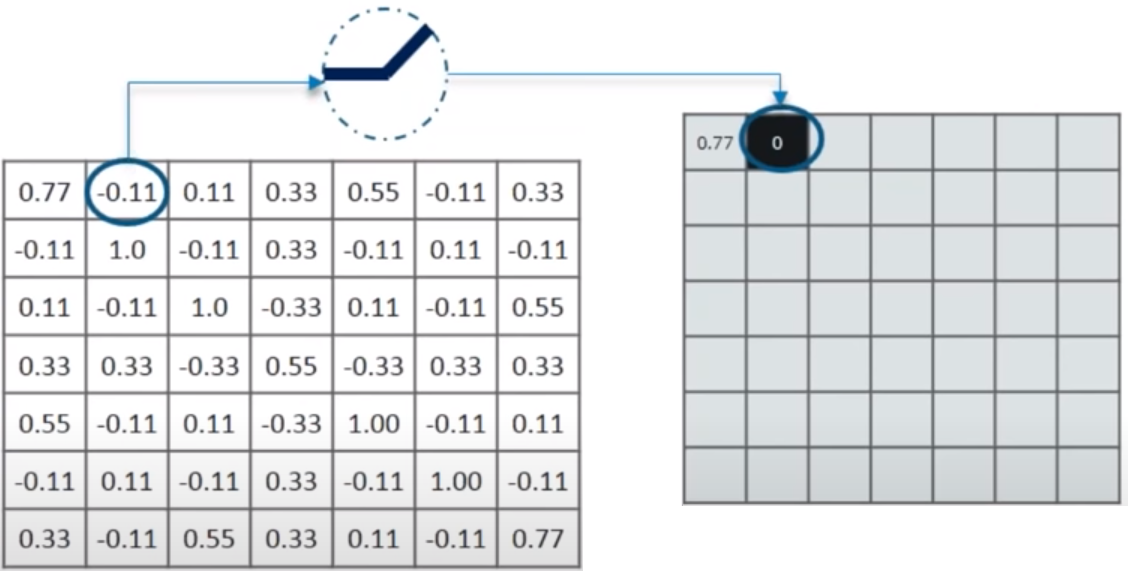 0.77 0
0.77 -0.11 0.11 0.33 0.55 -0.11 0.33
-0.11 1.0 -0.11 0.33 -0.11 0.11 -0.11
0.11 -0.11 1.0 -0.33 0.11 -0.11 0.55
0.33 0.33 -0.33 0.55 -0.33 0.33 0.33
0.55 -0.11 0.11 -0.33 1.00 -0.11 0.11
-0.11 0.11 -0.11 0.33 -0.11 1.00 -0.11
0.33 -0.11 0.55 0.33 0.11 -0.11 0.77